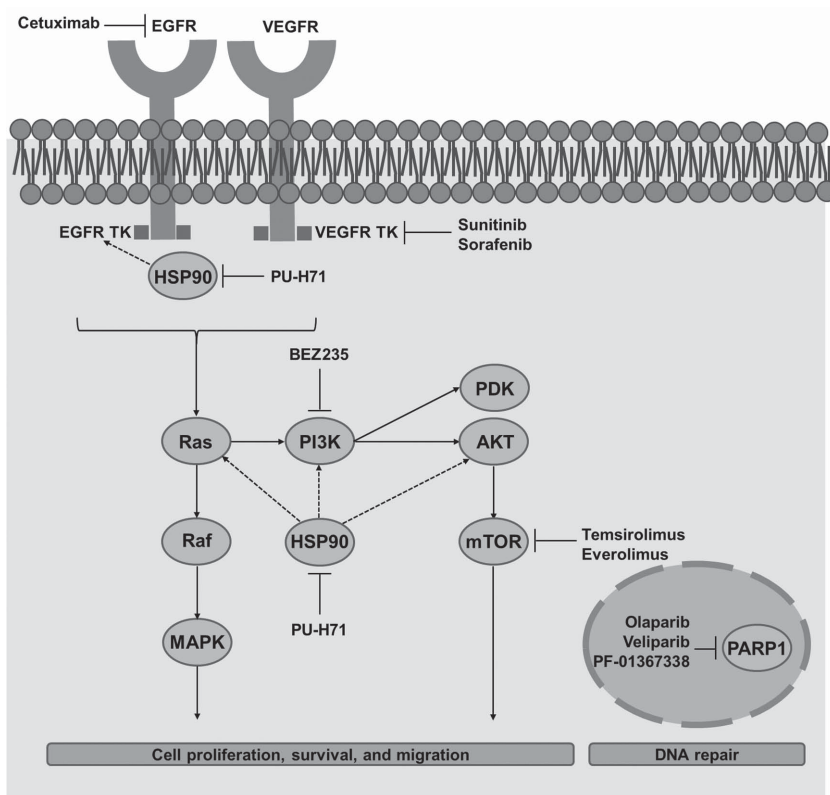 Cetuximab
EGFR
VEGFR
EGFR TK
VEGFR TK
Sunitinib
Sorafenib
HSP90
PU-H71
BEZ235
PDK
Ras
PI3K
AKT
Raf
HSP90
mTOR
Temsirolimus
Everolimus
PU-H71
MAPK
Olaparib
Veliparib
PF-01367338
PARP1
Cell proliferation, survival, and migration
DNA repair